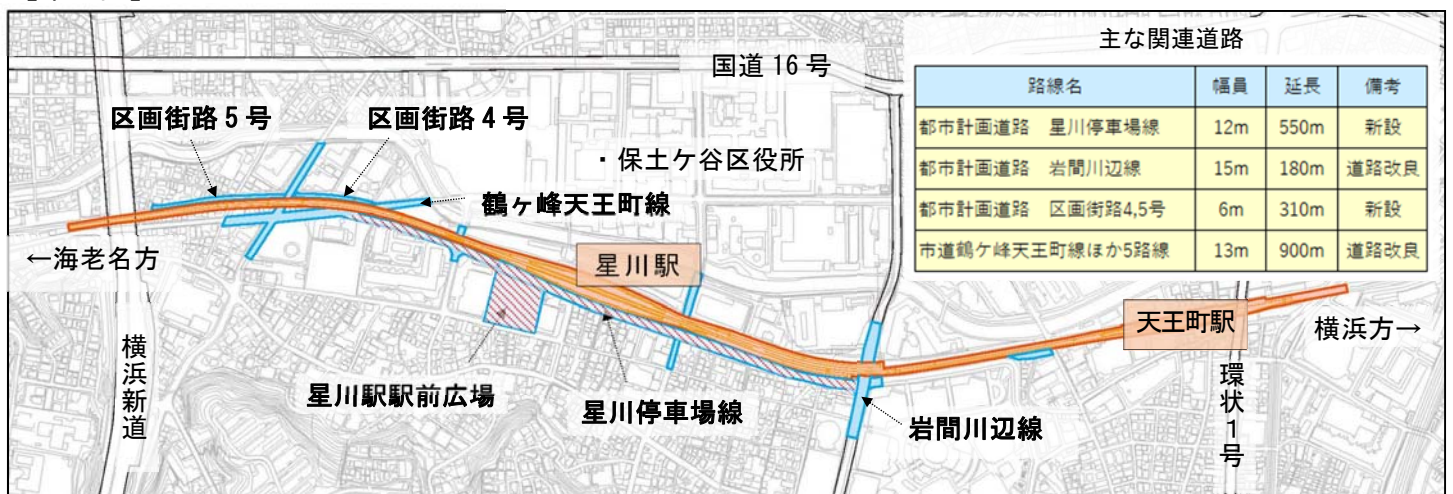 国道 16 号
主な関連道路
路線名 幅員 延長 備考
都市計画道路 星川停車場線 12m 550m 新設
都市計画道路 岩間川辺線 15m 180m 道路改良
都市計画道路 区画街路4,5号 6m 310m 新設
市道鶴ケ峰天王町線ほか5路線 13m 900m 道路改良
区画街路 5 号
区画街路 4 号
・保土ケ谷区役所
鶴ヶ峰天王町線
←海老名方
星川駅
天王町駅
横浜方→
横浜新道
星川駅駅前広場
星川停車場線
岩間川辺線
環状1号